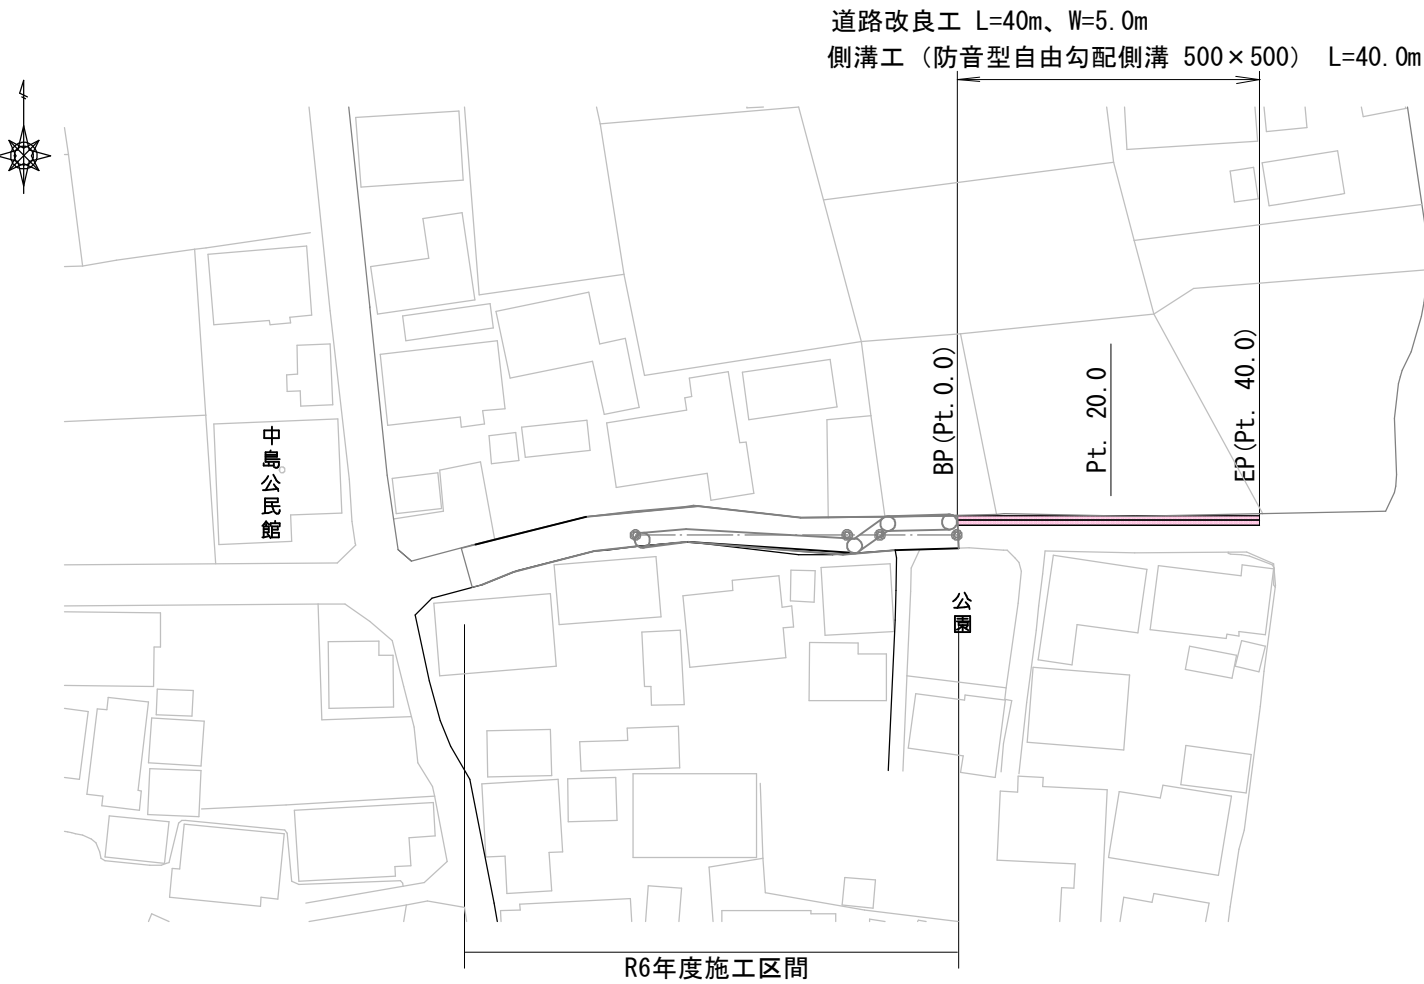 道路改良工 L=40m、W=5.0m
側溝工（防音型自由勾配側溝 500×500） L=40.0m
BP(Pt.0.0)
Pt. 20.0
EP(Pt. 40.0)
中島公民館
公園
R6年度施工区間